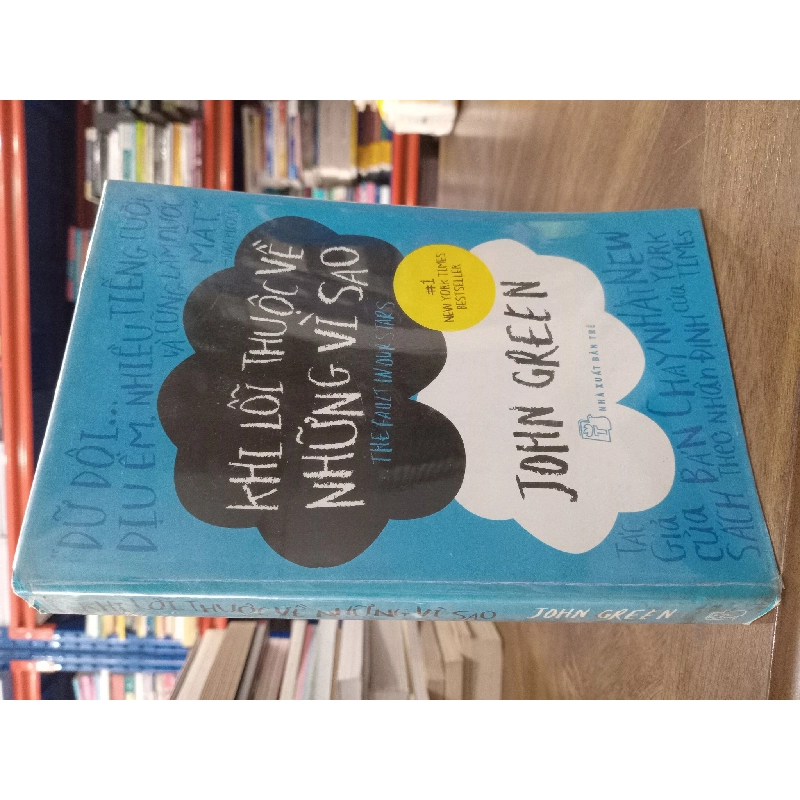 "DỮ DỘI...
DỊU EM, NHIỀU TIẾNG CƯỜI
VÀ CŨNG LẮM NƯỚC
MẮT
KHI LỖI THUỘC VỀ
NHỮNG VÌ SAO
THE FAULT IN OUR STARS
#1
NEW YORK TIMES
BESTSELLER
JOHN GREEN
NHÀ XUẤT BẢN TRẺ
TÁC
GIẢ
CỦA BẢN CHẠY NHẤT NEW YORK
SÁCH THEO NHẬN ĐỊNH CỦA TIMES
KHI LỖI THUỘC VỀ NHỮNG VÌ SAO JOHN GREEN